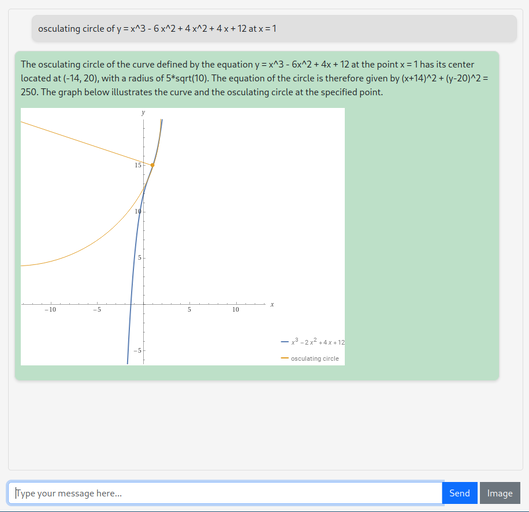 osculating circle of y = x^3 - 6 x^2 + 4 x^2 + 4 x + 12 at x = 1
The osculating circle of the curve defined by the equation y = x^3 - 6x^2 + 4x + 12 at the point x = 1 has its center
located at (-14, 20), with a radius of 5*sqrt(10). The equation of the circle is therefore given by (x+14)^2 + (y-20)^2 =
250. The graph below illustrates the curve and the osculating circle at the specified point.
y
15
10
5
-10 -5 5 10 x
-5
x³ - 2 x² + 4 x + 12
osculating circle
Type your message here...
Send
Image